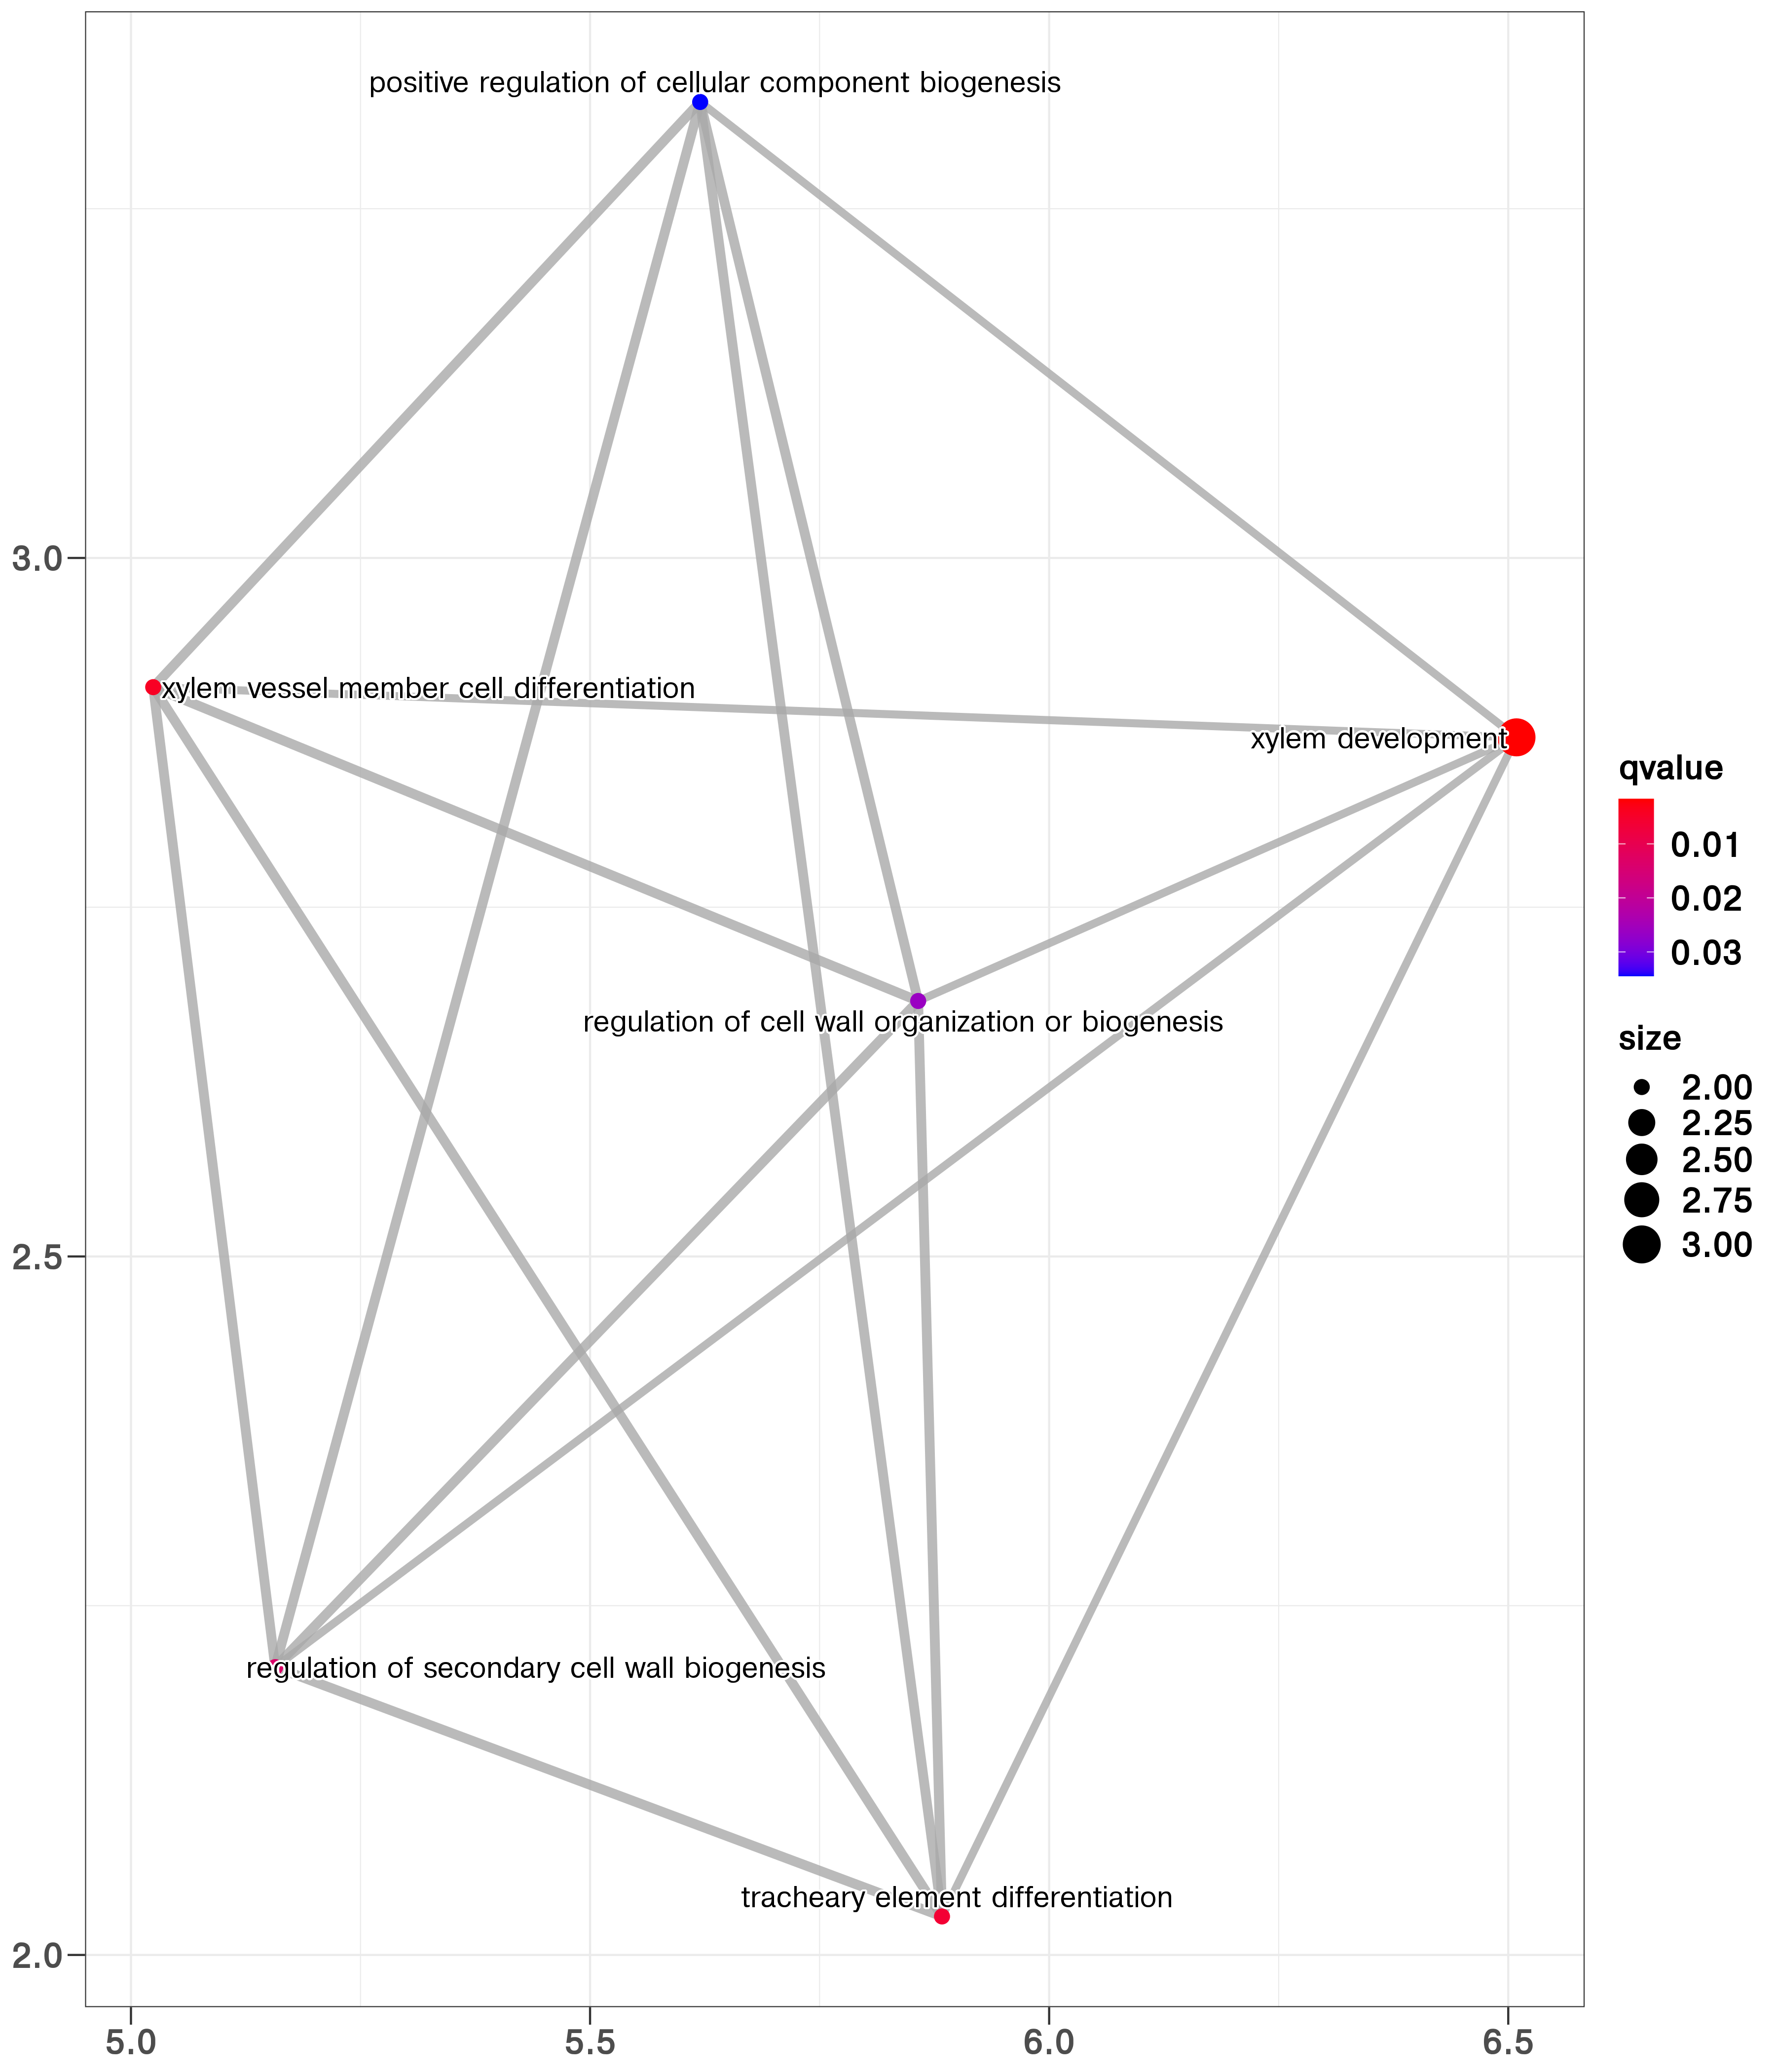 positive regulation of cellular component biogenesis
3.0
xylem vessel member cell differentiation
xylem development
regulation of cell wall organization or biogenesis
2.5
regulation of secondary cell wall biogenesis
tracheary element differentiation
2.0
5.0
5.5
6.0
6.5
qvalue
0.01
0.02
0.03
size
2.00
2.25
2.50
2.75
3.00